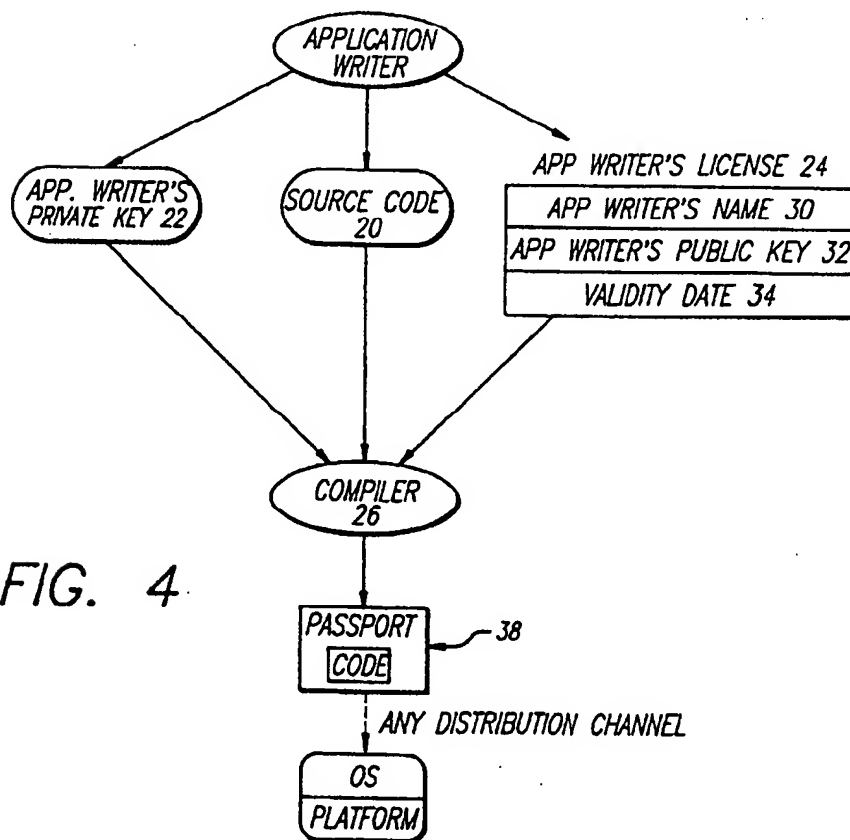 APPLICATION
WRITER
APP. WRITER'S
PRIVATE KEY 22
SOURCE CODE
20
APP WRITER'S LICENSE 24
APP WRITER'S NAME 30
APP WRITER'S PUBLIC KEY 32
VALIDITY DATE 34
COMPILER
26
FIG. 4
PASSPORT
CODE
38
ANY DISTRIBUTION CHANNEL
OS
PLATFORM